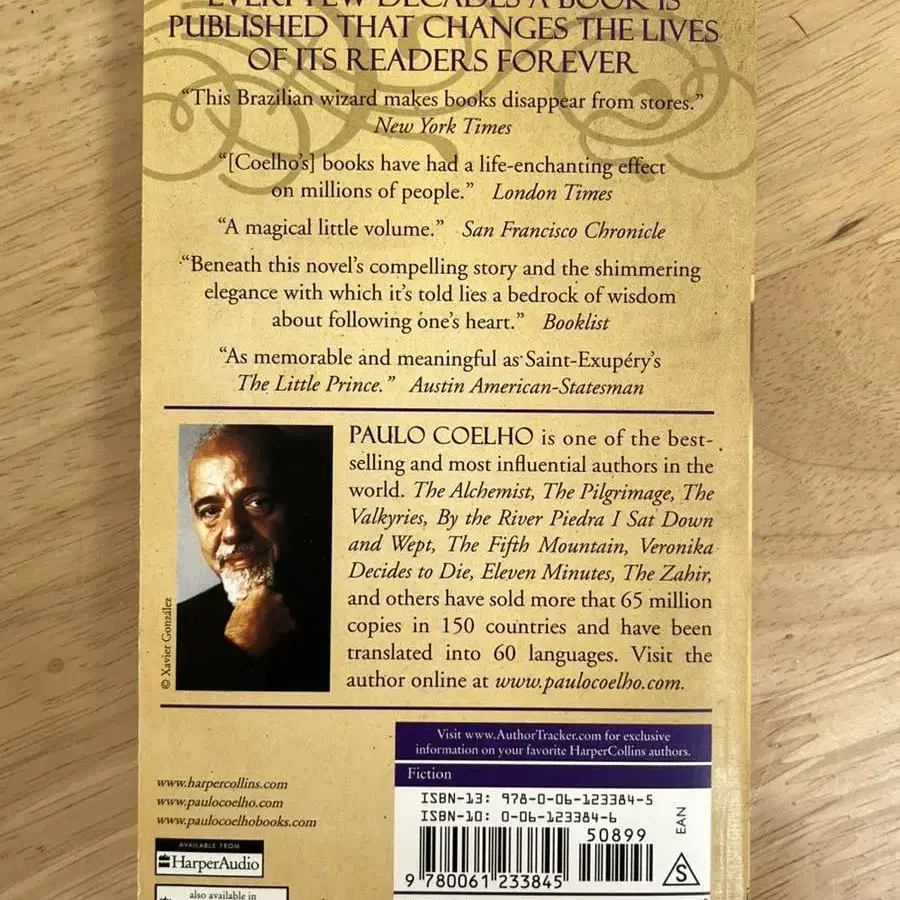 EVERY FEW DECADES A BOOK IS
PUBLISHED THAT CHANGES THE LIVES
OF ITS READERS FOREVER
“This Brazilian wizard makes books disappear from stores.”
New York Times
“[Coelho’s] books have had a life-enchanting effect
on millions of people.” London Times
“A magical little volume.” San Francisco Chronicle
“Beneath this novel’s compelling story and the shimmering
elegance with which it’s told lies a bedrock of wisdom
about following one’s heart.” Booklist
“As memorable and meaningful as Saint-Exupéry’s
The Little Prince.” Austin American-Statesman
PAULO COELHO is one of the best-
selling and most influential authors in the
world. The Alchemist, The Pilgrimage, The
Valkyries, By the River Piedra I Sat Down
and Wept, The Fifth Mountain, Veronika
Decides to Die, Eleven Minutes, The Zahir,
and others have sold more that 65 million
copies in 150 countries and have been
translated into 60 languages. Visit the
author online at www.paulocoelho.com.
© Xavier González
Visit www.AuthorTracker.com for exclusive
information on your favorite HarperCollins authors.
Fiction
ISBN-13: 978-0-06-123384-5
ISBN-10: 0-06-123384-6
50899
EAN
S
9 780061 233845
www.harpercollins.com
www.paulocoelho.com
www.paulocoelhobooks.com
AVAILABLE FROM
HarperAudio
also available in